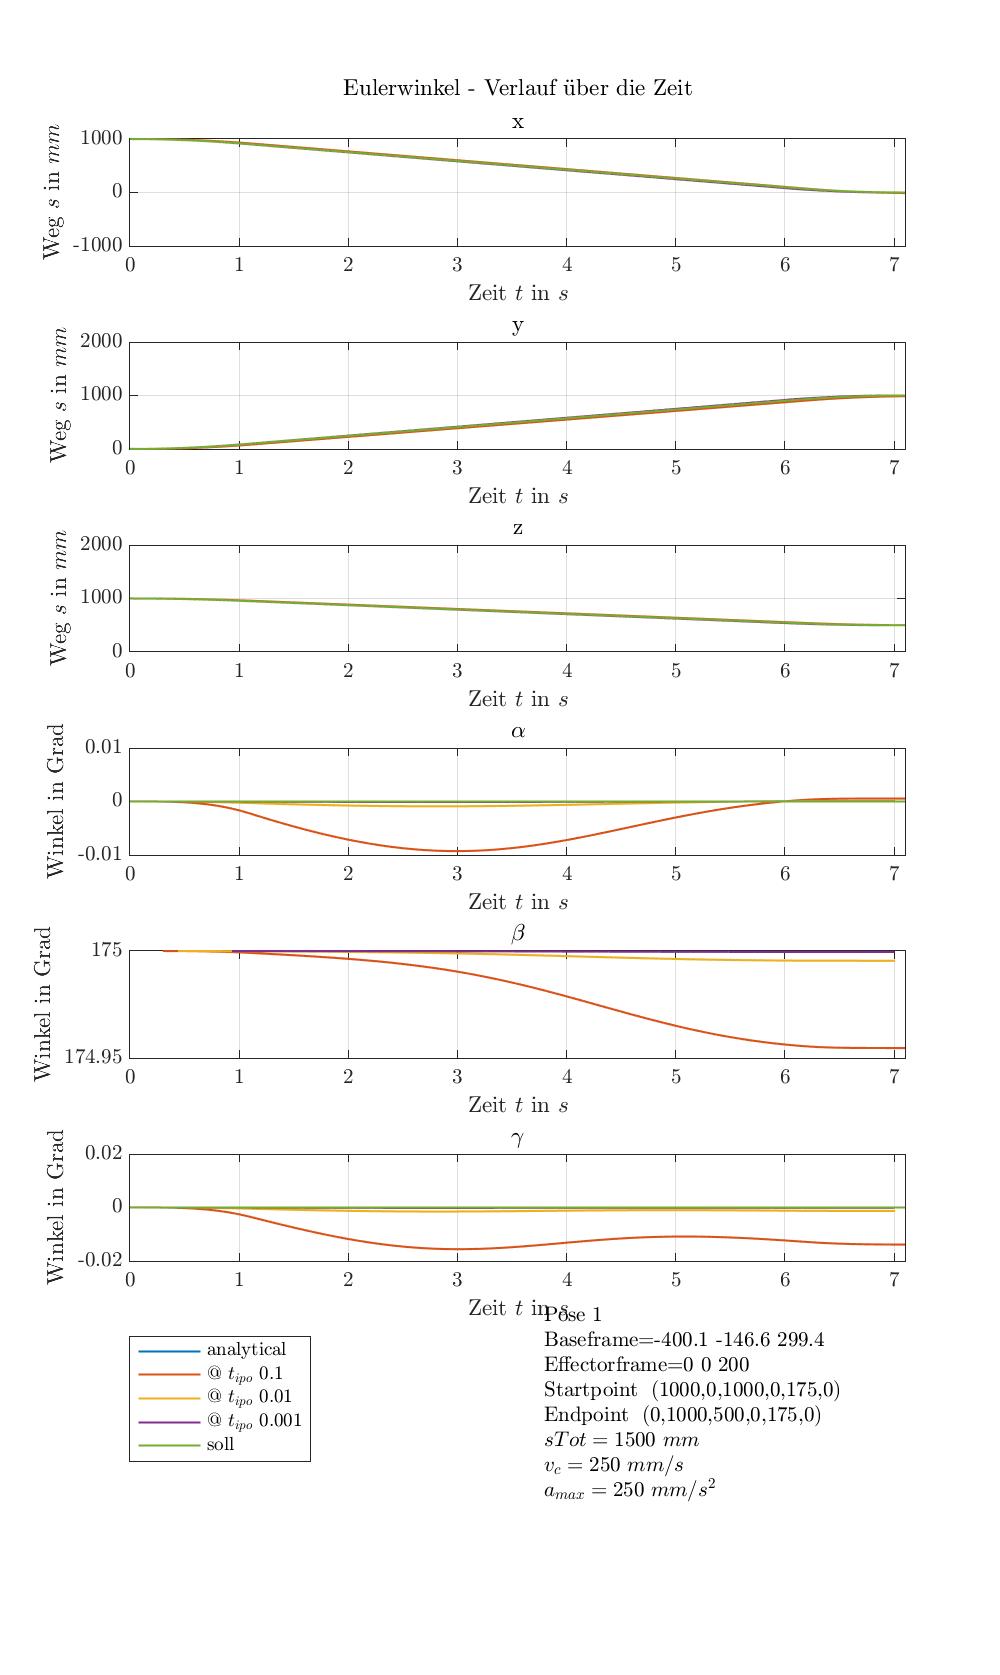 Eulerwinkel - Verlauf über die Zeit
x
Weg s in mm
1000
0
-1000
0 1 2 3 4 5 6 7
Zeit t in s
y
Weg s in mm
2000
1000
0
0 1 2 3 4 5 6 7
Zeit t in s
z
Weg s in mm
2000
1000
0
0 1 2 3 4 5 6 7
Zeit t in s
α
Winkel in Grad
0.01
0
-0.01
0 1 2 3 4 5 6 7
Zeit t in s
β
Winkel in Grad
175
174.95
0 1 2 3 4 5 6 7
Zeit t in s
γ
Winkel in Grad
0.02
0
-0.02
0 1 2 3 4 5 6 7
Zeit t in s
analytical
@ t_ipo 0.1
@ t_ipo 0.01
@ t_ipo 0.001
soll
Pose 1
Baseframe=-400.1 -146.6 299.4
Effectorframe=0 0 200
Startpoint (1000,0,1000,0,175,0)
Endpoint (0,1000,500,0,175,0)
sTot = 1500 mm
v_c = 250 mm/s
a_max = 250 mm/s²